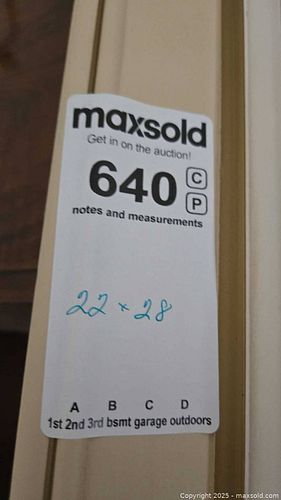 maxsold
Get in on the auction!
640 C
P
notes and measurements
22 x 28
A B C D
1st 2nd 3rd bsmt garage outdoors
Copyright 2025 - maxsold.com